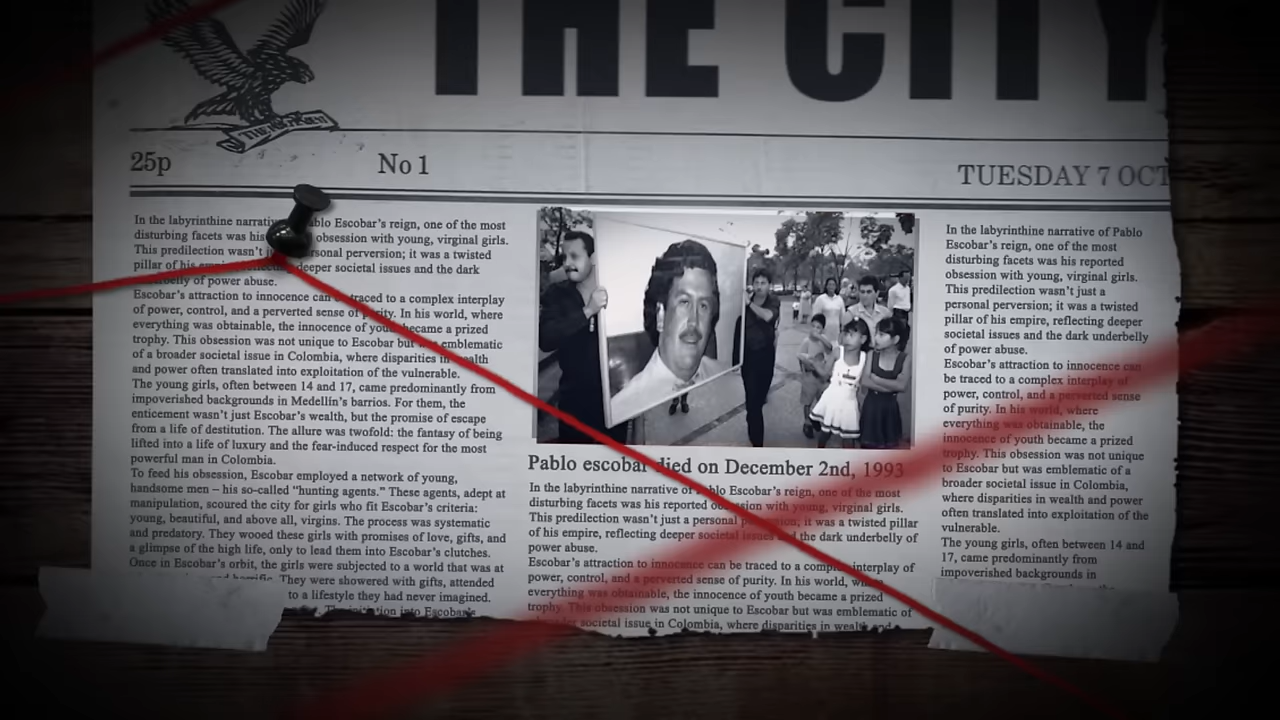 THE CITY
25p
No 1
TUESDAY 7 OCT
In the labyrinthine narrative Pablo Escobar's reign, one of the most
disturbing facets was his obsession with young, virginal girls.
This predilection wasn't personal perversion; it was a twisted
pillar of his deeper societal issues and the dark
of power abuse.
Escobar's attraction to innocence can traced to a complex interplay
of power, control, and a perverted sense of purity. In his world, where
everything was obtainable, the innocence of youth became a prized
trophy. This obsession was not unique to Escobar but was emblematic
of a broader societal issue in Colombia, where disparities in wealth
and power often translated into exploitation of the vulnerable.
The young girls, often between 14 and 17, came predominantly from
impoverished backgrounds in Medellín's barrios. For them, the
enticement wasn't just Escobar's wealth, but the promise of escape
from a life of destitution. The allure was twofold: the fantasy of being
lifted into a life of luxury and the fear-induced respect for the most
powerful man in Colombia.
To feed his obsession, Escobar employed a network of young,
handsome men – his so-called “hunting agents.” These agents, adept at
manipulation, scoured the city for girls who fit Escobar's criteria:
young, beautiful, and above all, virgins. The process was systematic
and predatory. They wooed these girls with promises of love, gifts, and
a glimpse of the high life, only to lead them into Escobar's clutches.
Once in Escobar's orbit, the girls were subjected to a world that was at
They were showered with gifts, attended
to a lifestyle they had never imagined.
Pablo escobar died on December 2nd, 1993
In the labyrinthine narrative of Pablo Escobar's reign, one of the most
disturbing facets was his reported obsession with young, virginal girls.
This predilection wasn't just a personal perversion; it was a twisted pillar
of his empire, reflecting deeper societal issues and the dark underbelly of
power abuse.
Escobar's attraction to innocence can be traced to a complex interplay of
power, control, and a perverted sense of purity. In his world, where
everything was obtainable, the innocence of youth became a prized
trophy. This obsession was not unique to Escobar but was emblematic of
societal issue in Colombia, where disparities in wealth and
In the labyrinthine narrative of Pablo
Escobar's reign, one of the most
disturbing facets was his reported
obsession with young, virginal girls.
This predilection wasn't just a
personal perversion; it was a twisted
pillar of his empire, reflecting deeper
societal issues and the dark underbelly
of power abuse.
Escobar's attraction to innocence can
be traced to a complex interplay of
power, control, and a perverted sense
of purity. In his world, where
everything was obtainable, the
innocence of youth became a prized
trophy. This obsession was not unique
to Escobar but was emblematic of a
broader societal issue in Colombia,
where disparities in wealth and power
often translated into exploitation of the
vulnerable.
The young girls, often between 14 and
17, came predominantly from
impoverished backgrounds in